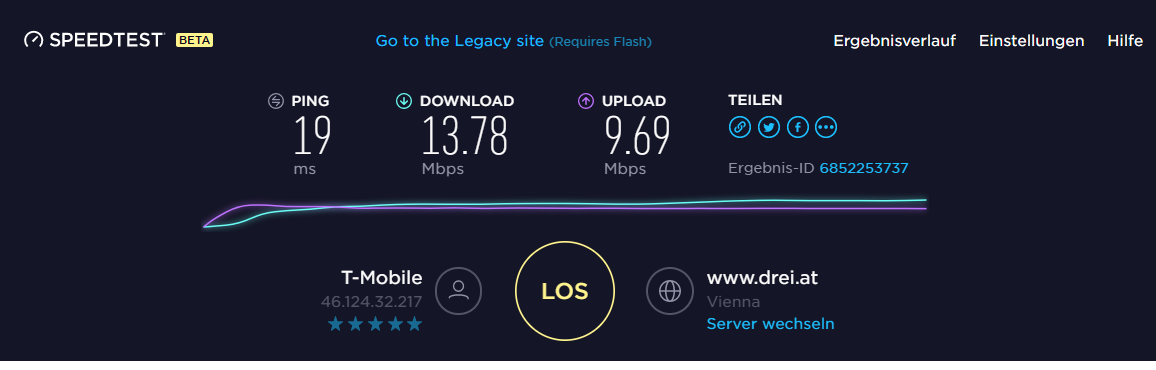 SPEEDTEST BETA
Go to the Legacy site (Requires Flash)
Ergebnisverlauf Einstellungen Hilfe
PING DOWNLOAD UPLOAD TEILEN
19 13.78 9.69
ms Mbps Mbps
Ergebnis-ID 6852253737
T-Mobile
46.124.32.217
LOS
www.drei.at
Vienna
Server wechseln